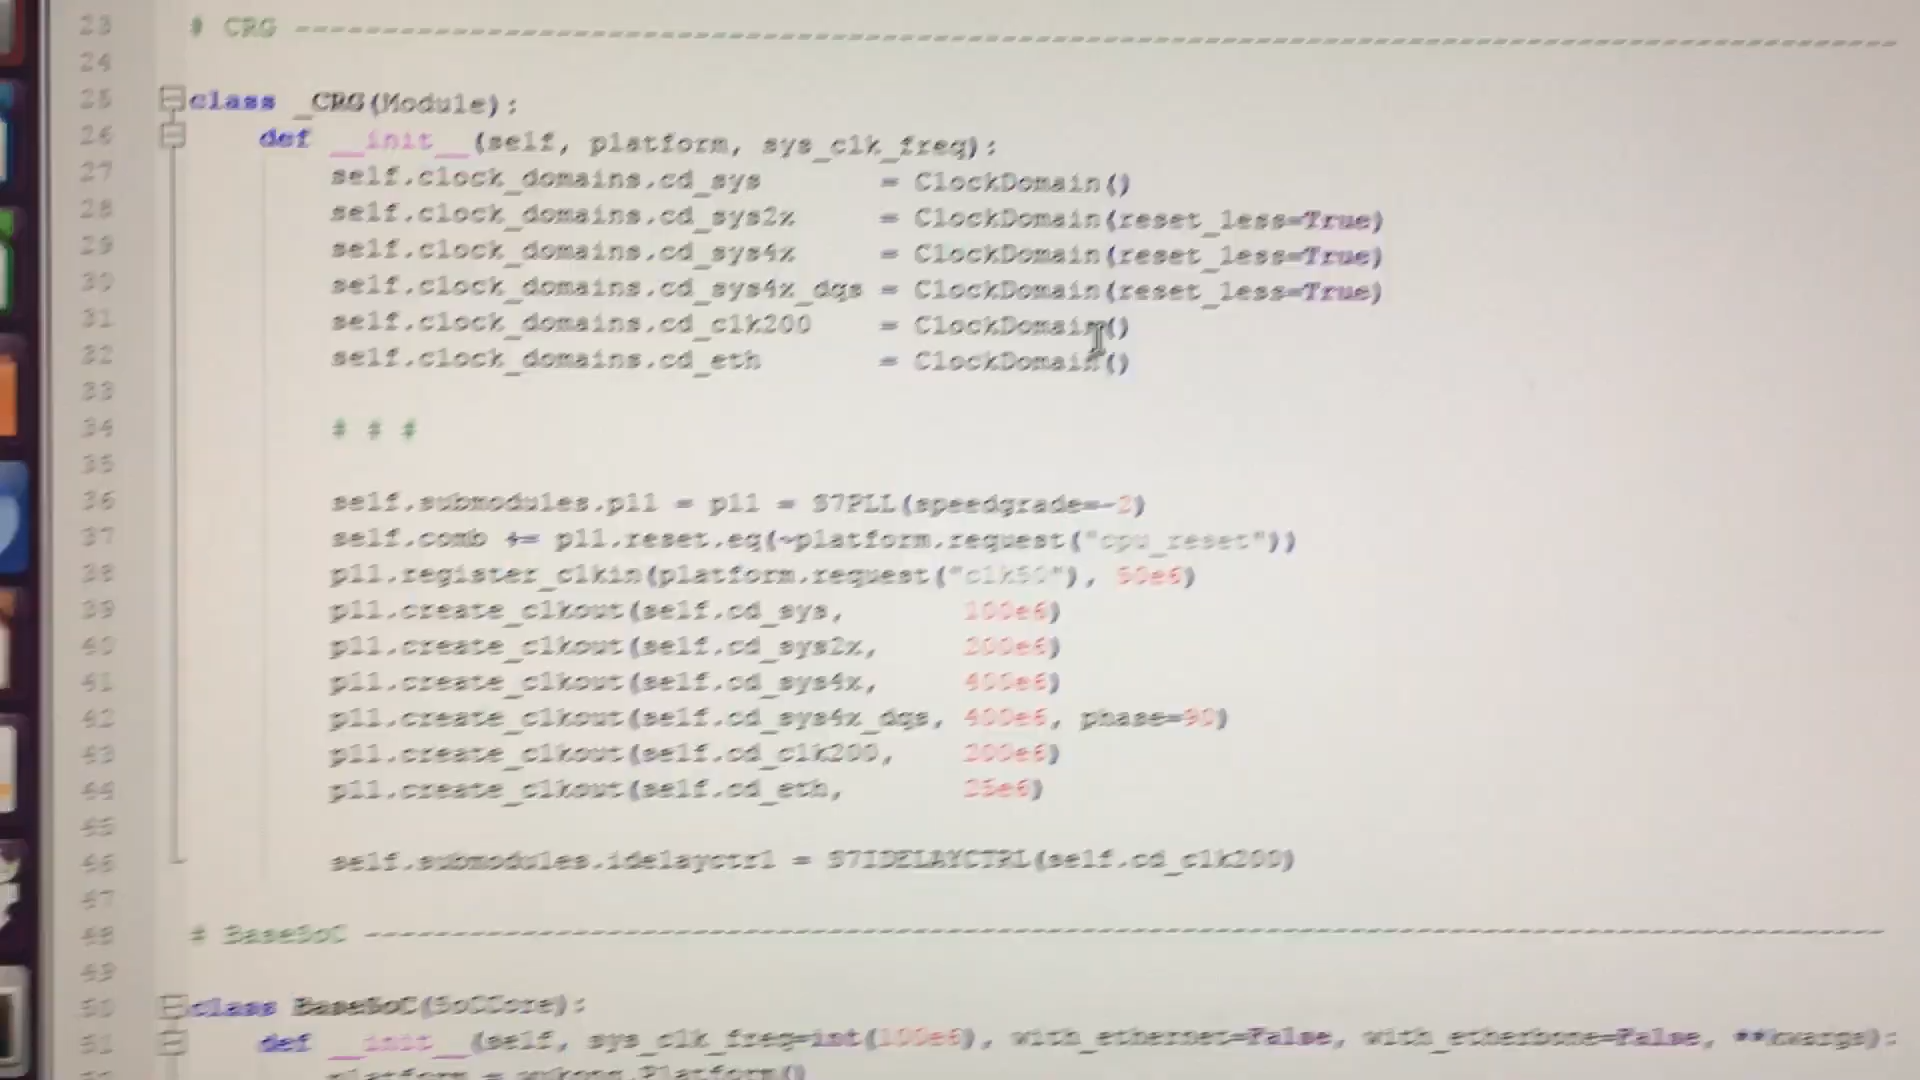 23 # CRG ----------------------------------------------------------------------------------------------
24
25 class _CRG(Module):
26 def __init__(self, platform, sys_clk_freq):
27 self.clock_domains.cd_sys = ClockDomain()
28 self.clock_domains.cd_sys2x = ClockDomain(reset_less=True)
29 self.clock_domains.cd_sys4x = ClockDomain(reset_less=True)
30 self.clock_domains.cd_sys4x_dqs = ClockDomain(reset_less=True)
31 self.clock_domains.cd_clk200 = ClockDomain()
32 self.clock_domains.cd_eth = ClockDomain()
33
34 # # #
35
36 self.submodules.pll = pll = S7PLL(speedgrade=-2)
37 self.comb += pll.reset.eq(~platform.request("cpu_reset"))
38 pll.register_clkin(platform.request("clk50"), 50e6)
39 pll.create_clkout(self.cd_sys, 100e6)
40 pll.create_clkout(self.cd_sys2x, 200e6)
41 pll.create_clkout(self.cd_sys4x, 400e6)
42 pll.create_clkout(self.cd_sys4x_dqs, 400e6, phase=90)
43 pll.create_clkout(self.cd_clk200, 200e6)
44 pll.create_clkout(self.cd_eth, 25e6)
45
46 self.submodules.idelayctrl = S7IDELAYCTRL(self.cd_clk200)
47
48 # BaseSoC ------------------------------------------------------------------------------------------
49
50 class BaseSoC(SoCCore):
51 def __init__(self, sys_clk_freq=int(100e6), with_ethernet=False, with_etherbone=False, **kwargs):
platform = wukong.Platform()